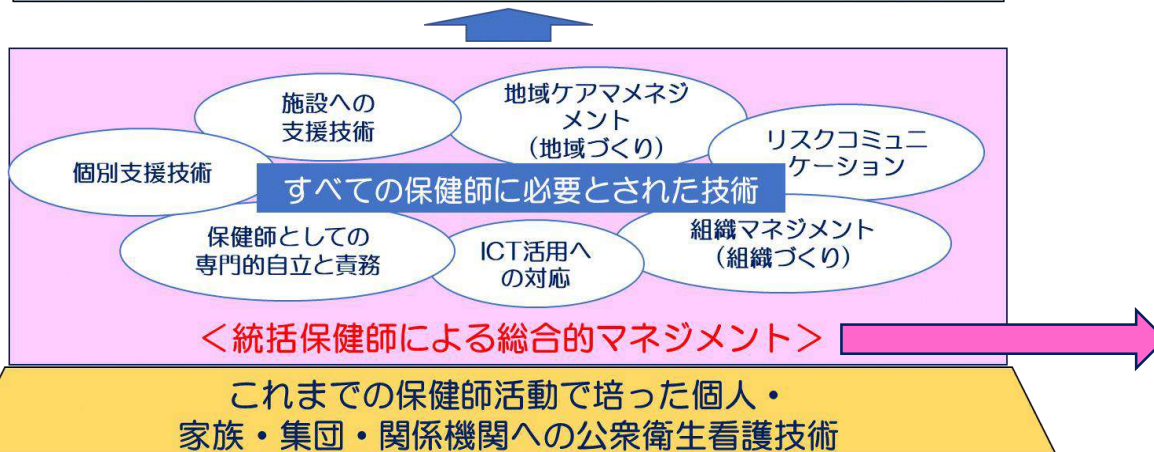 施設への
支援技術
地域ケアマメネジ
メント
(地域づくり)
リスクコミュニ
ケーション
個別支援技術
すべての保健師に必要とされた技術
保健師としての
専門的自立と責務
ICT活用へ
の対応
組織マネジメント
(組織づくり)
<統括保健師による総合的マネジメント>
これまでの保健師活動で培った個人・
家族・集団・関係機関への公衆衛生看護技術